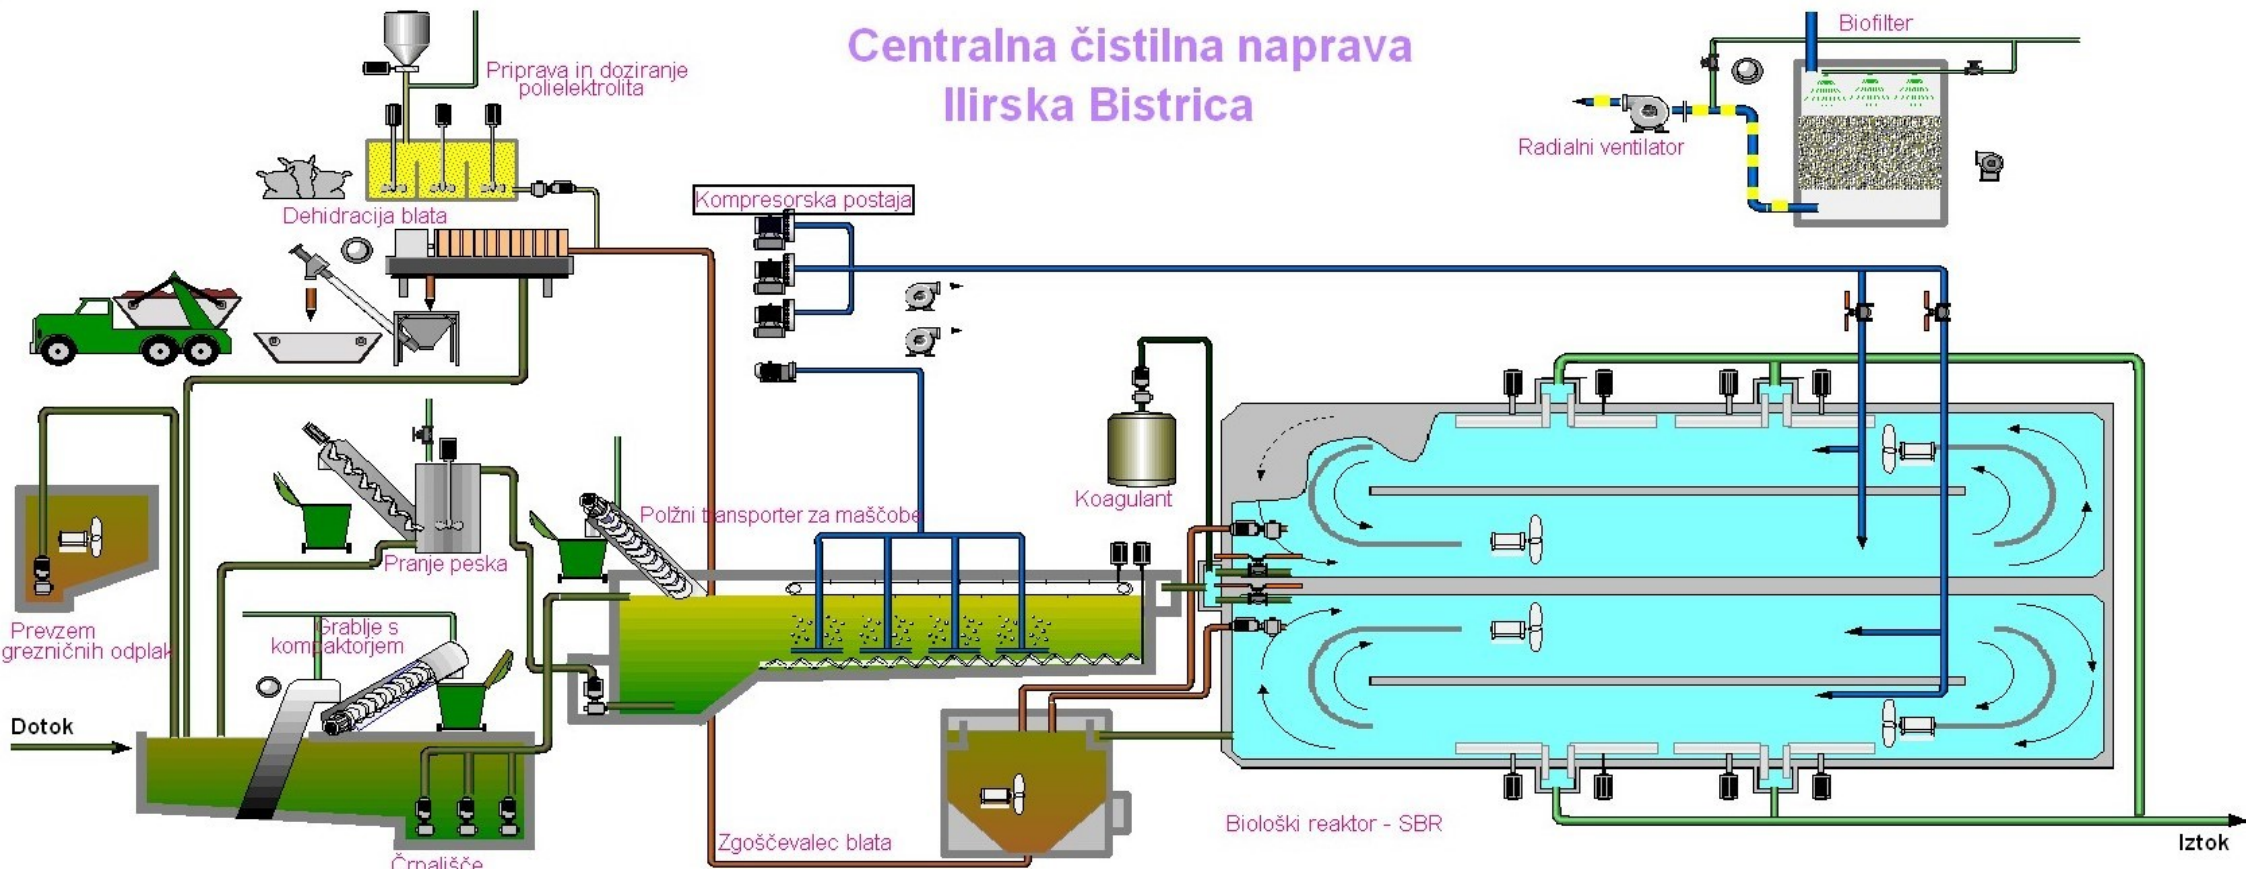 Centralna čistilna naprava
Ilirska Bistrica
Biofilter
Priprava in doziranje
polielektrolita
Radialni ventilator
Kompresorska postaja
Dehidracija blata
Koagulant
Polžni transporter za maščobe
Pranje peska
Prevzem
grezničnih odplak
Grablje s
kompaktorjem
Dotok
Zgoščevalec blata
Biološki reaktor - SBR
Iztok
Črpališče